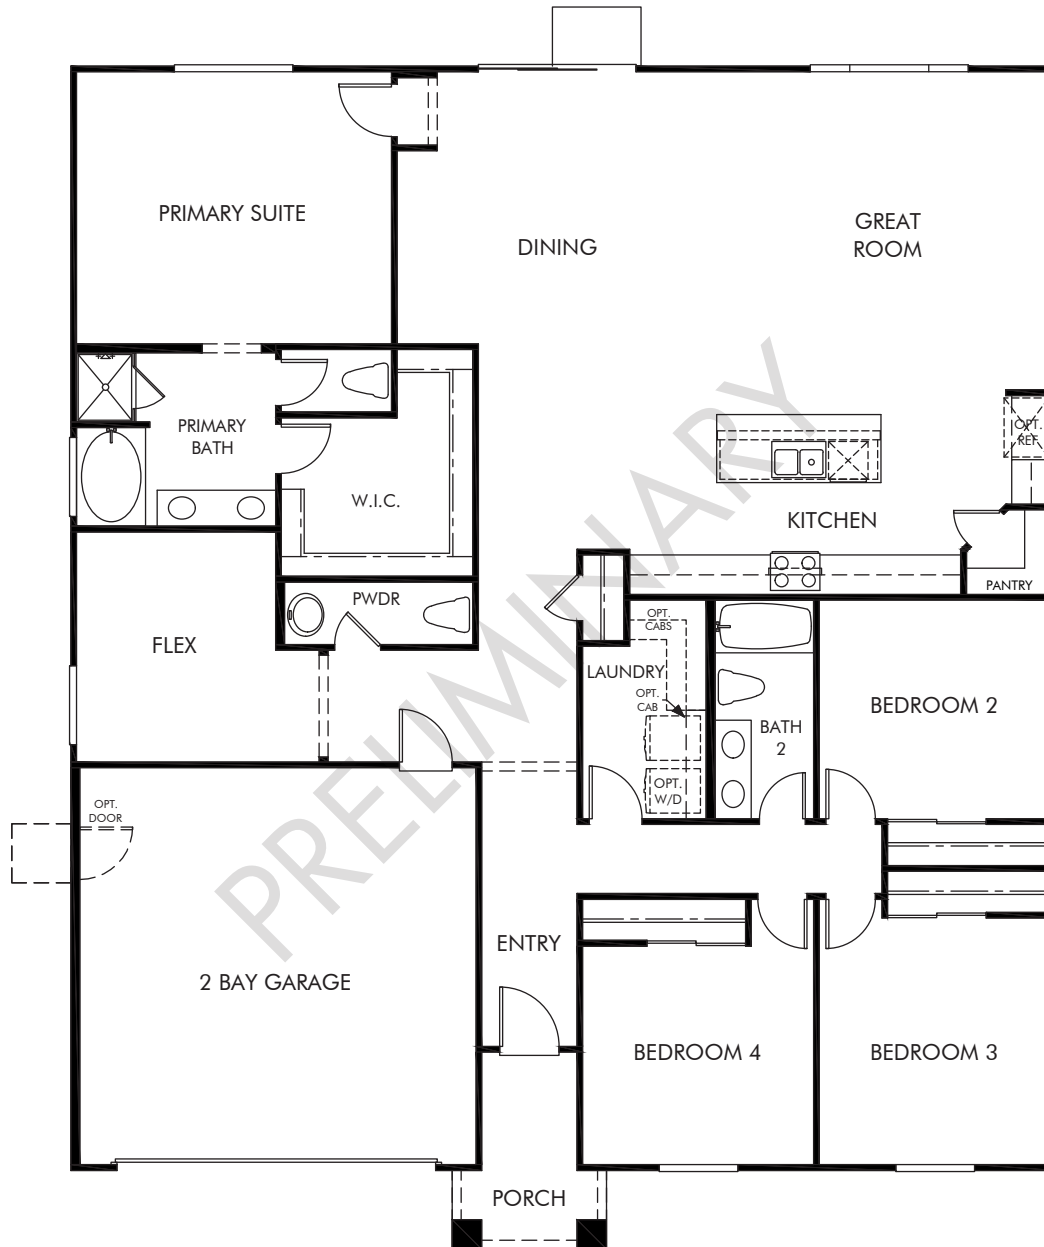 PRIMARY SUITE
DINING
GREAT
ROOM
PRIMARY
BATH
W.I.C.
OPT.
REF.
KITCHEN
PANTRY
PWDR
FLEX
OPT.
CABS
LAUNDRY
OPT.
CAB
OPT.
W/D
BATH
2
BEDROOM 2
OPT.
DOOR
2 BAY GARAGE
ENTRY
BEDROOM 4
BEDROOM 3
PORCH
PRELIMINARY